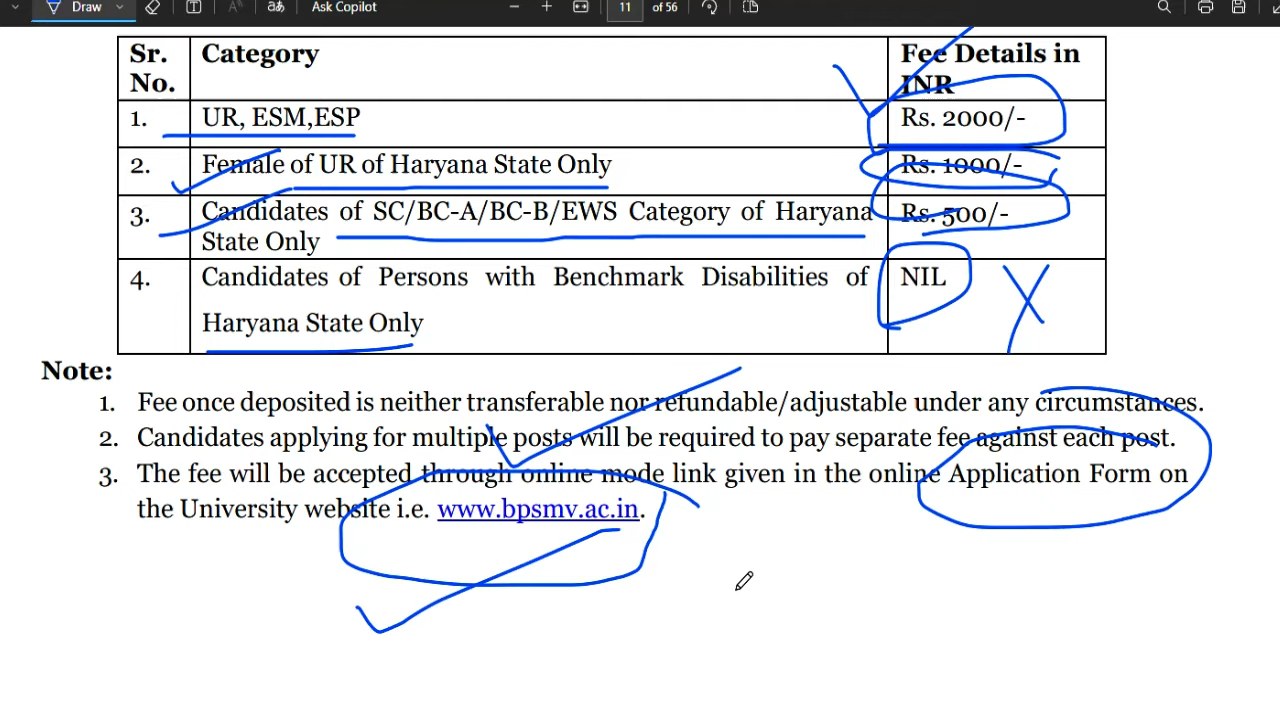 Draw
Ask Copilot
11 of 56
Sr. No. Category Fee Details in INR
1. UR, ESM,ESP Rs. 2000/-
2. Female of UR of Haryana State Only Rs. 1000/-
3. Candidates of SC/BC-A/BC-B/EWS Category of Haryana Rs. 500/-
State Only
4. Candidates of Persons with Benchmark Disabilities of NIL
Haryana State Only
Note:
1. Fee once deposited is neither transferable nor refundable/adjustable under any circumstances.
2. Candidates applying for multiple posts will be required to pay separate fee against each post.
3. The fee will be accepted through online mode link given in the online Application Form on
the University website i.e. www.bpsmv.ac.in.